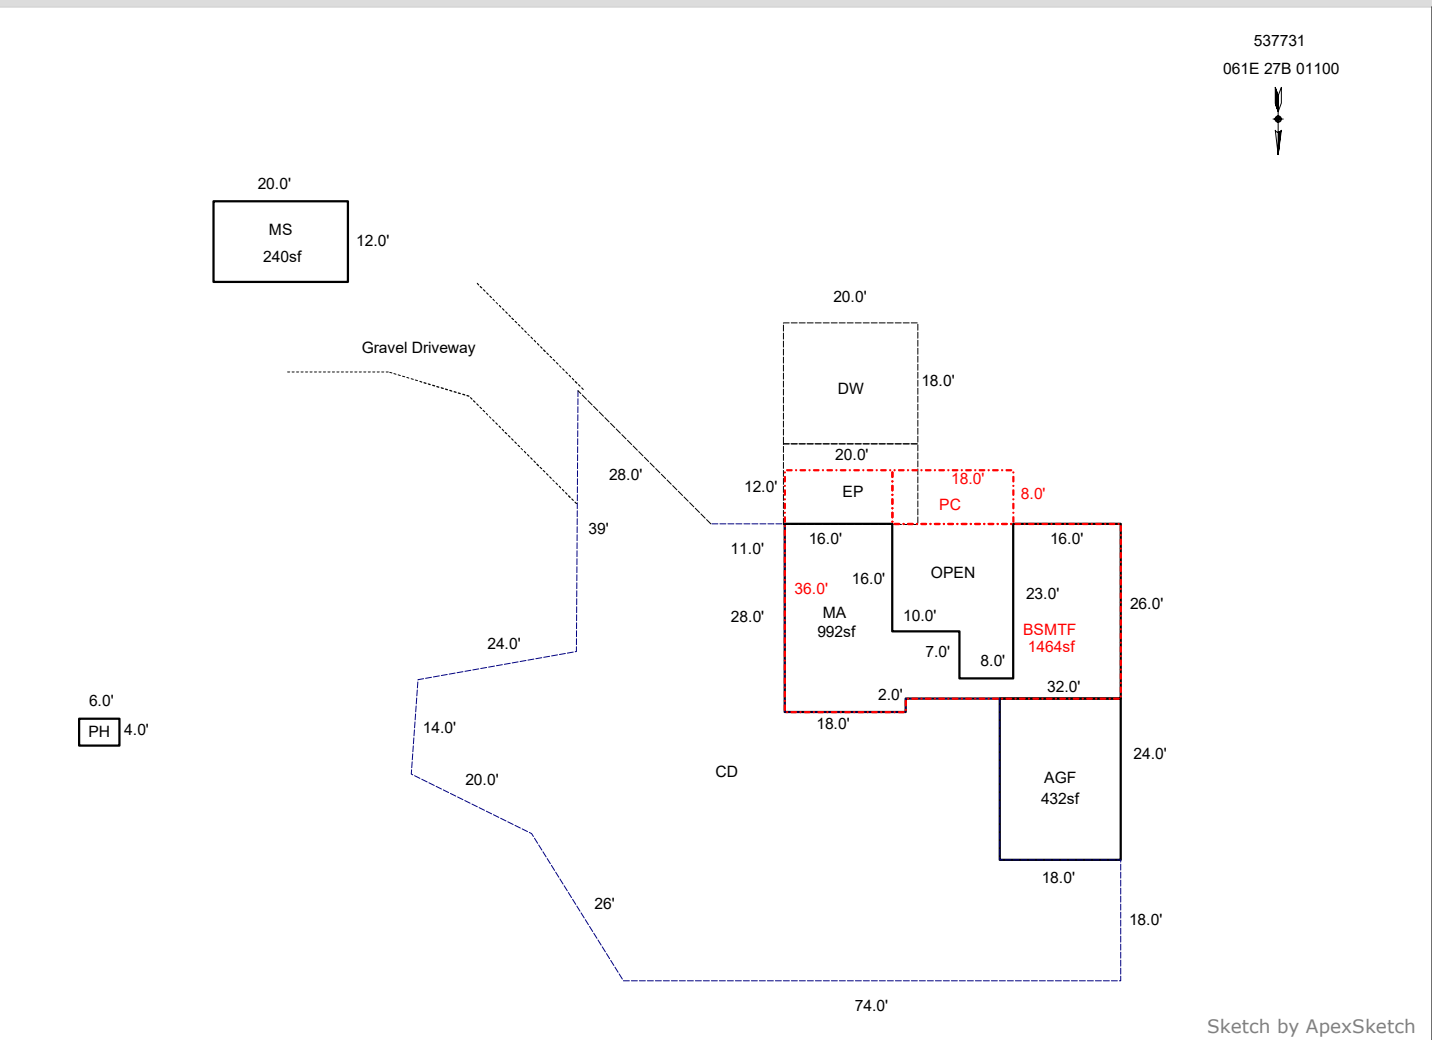 537731
061E 27B 01100
20.0'
MS
240sf
12.0'
20.0'
Gravel Driveway
DW
18.0'
20.0'
28.0'
12.0'
EP
18.0'
PC
8.0'
39'
11.0'
16.0'
16.0'
16.0'
OPEN
36.0'
23.0'
26.0'
28.0'
MA
992sf
10.0'
BSMTF
1464sf
24.0'
7.0'
8.0'
2.0'
32.0'
6.0'
PH
4.0'
14.0'
18.0'
24.0'
20.0'
CD
AGF
432sf
18.0'
26'
18.0'
74.0'
Sketch by ApexSketch